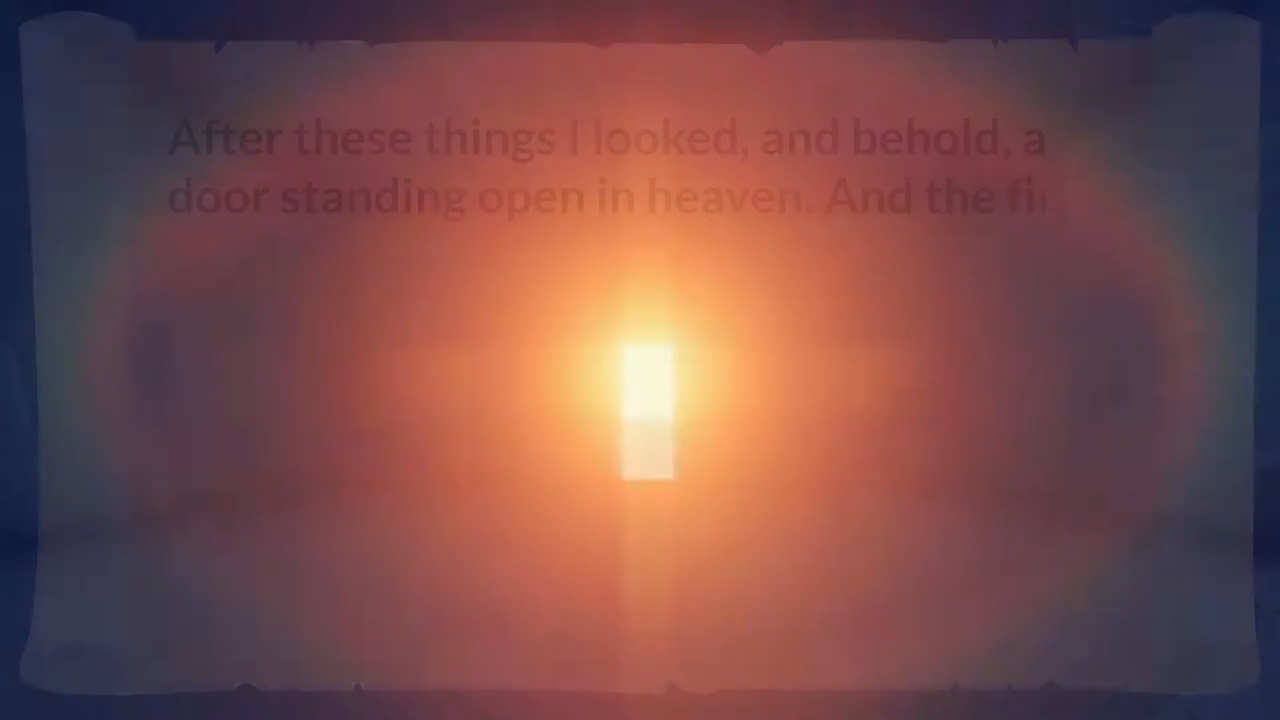 After these things I looked, and behold, a
door standing open in heaven. And the